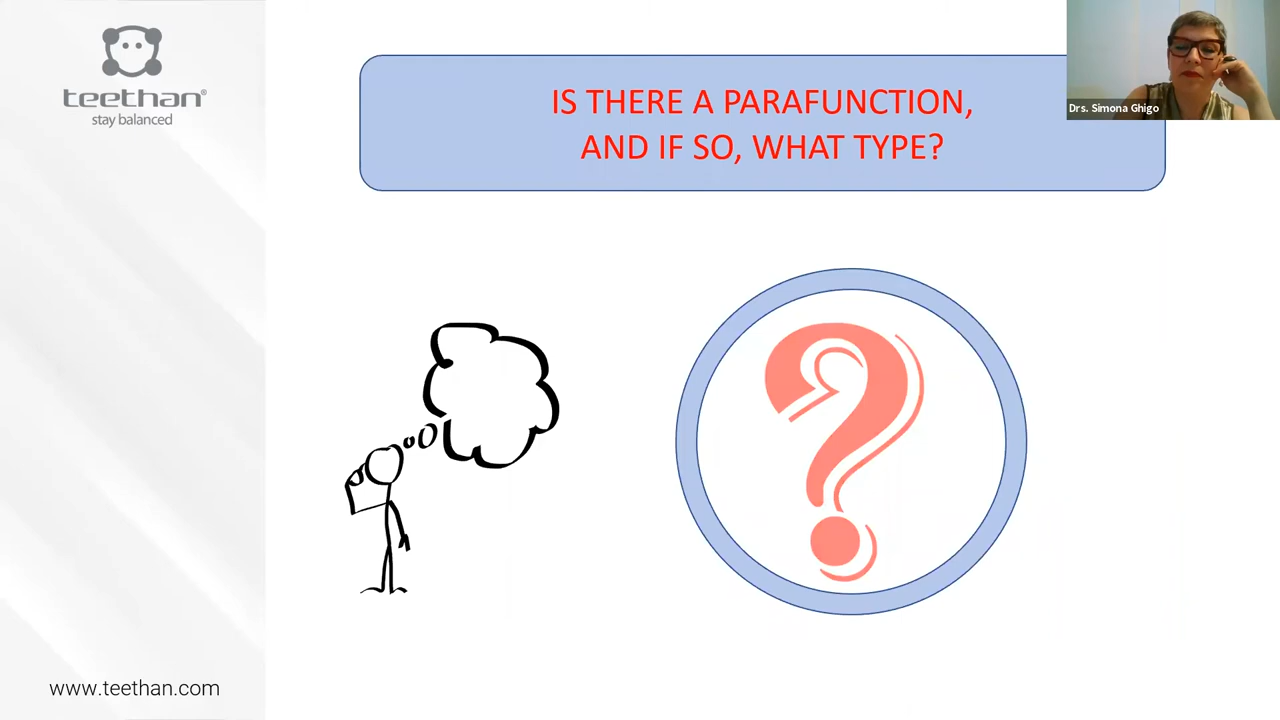 teethan®
stay balanced
IS THERE A PARAFUNCTION,
AND IF SO, WHAT TYPE?
Drs. Simona Ghigo
?
www.teethan.com